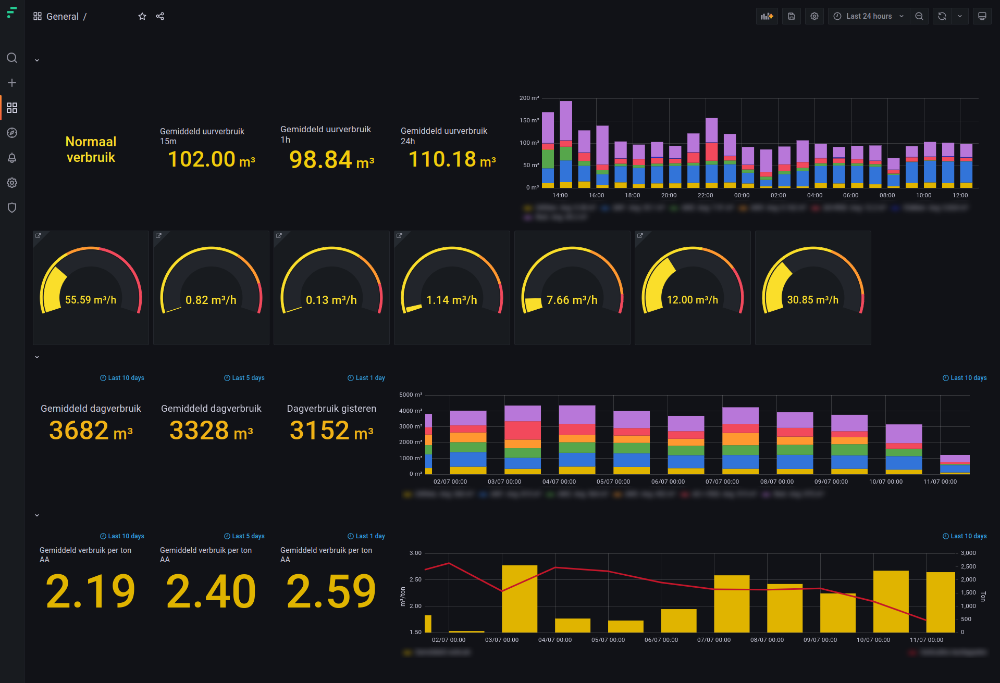 General /
Last 24 hours
Normaal
verbruik
Gemiddeld uurverbruik
15m
102.00 m³
Gemiddeld uurverbruik
1h
98.84 m³
Gemiddeld uurverbruik
24h
110.18 m³
200 m³
150 m³
100 m³
50 m³
0 m³
14:00 16:00 18:00 20:00 22:00 00:00 02:00 04:00 06:00 08:00 10:00 12:00
55.59 m³/h
0.82 m³/h
0.13 m³/h
1.14 m³/h
7.66 m³/h
12.00 m³/h
30.85 m³/h
Last 10 days
Gemiddeld dagverbruik
3682 m³
Last 5 days
Gemiddeld dagverbruik
3328 m³
Last 1 day
Dagverbruik gisteren
3152 m³
Last 10 days
5000 m³
4000 m³
3000 m³
2000 m³
1000 m³
0 m³
02/07 00:00 03/07 00:00 04/07 00:00 05/07 00:00 06/07 00:00 07/07 00:00 08/07 00:00 09/07 00:00 10/07 00:00 11/07 00:00
Last 10 days
Gemiddeld verbruik per ton
AA
2.19
Last 5 days
Gemiddeld verbruik per ton
AA
2.40
Last 1 day
Gemiddeld verbruik per ton
AA
2.59
Last 10 days
m³/ton
3.00
2.50
2.00
1.50
3,000
2,500
2,000
1,500
1,000
500
0
Ton
02/07 00:00 03/07 00:00 04/07 00:00 05/07 00:00 06/07 00:00 07/07 00:00 08/07 00:00 09/07 00:00 10/07 00:00 11/07 00:00